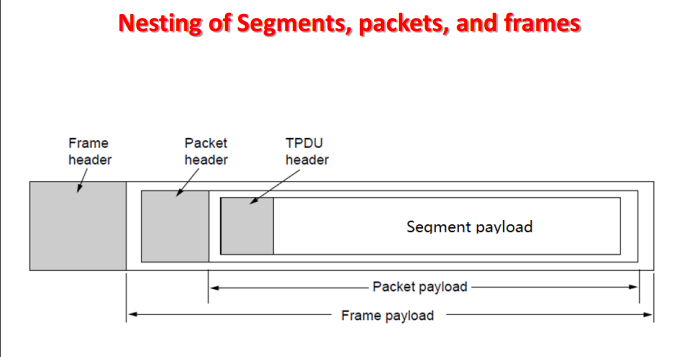 Nesting of Segments, packets, and frames
Frame
header
Packet
header
TPDU
header
Segment payload
Packet payload
Frame payload